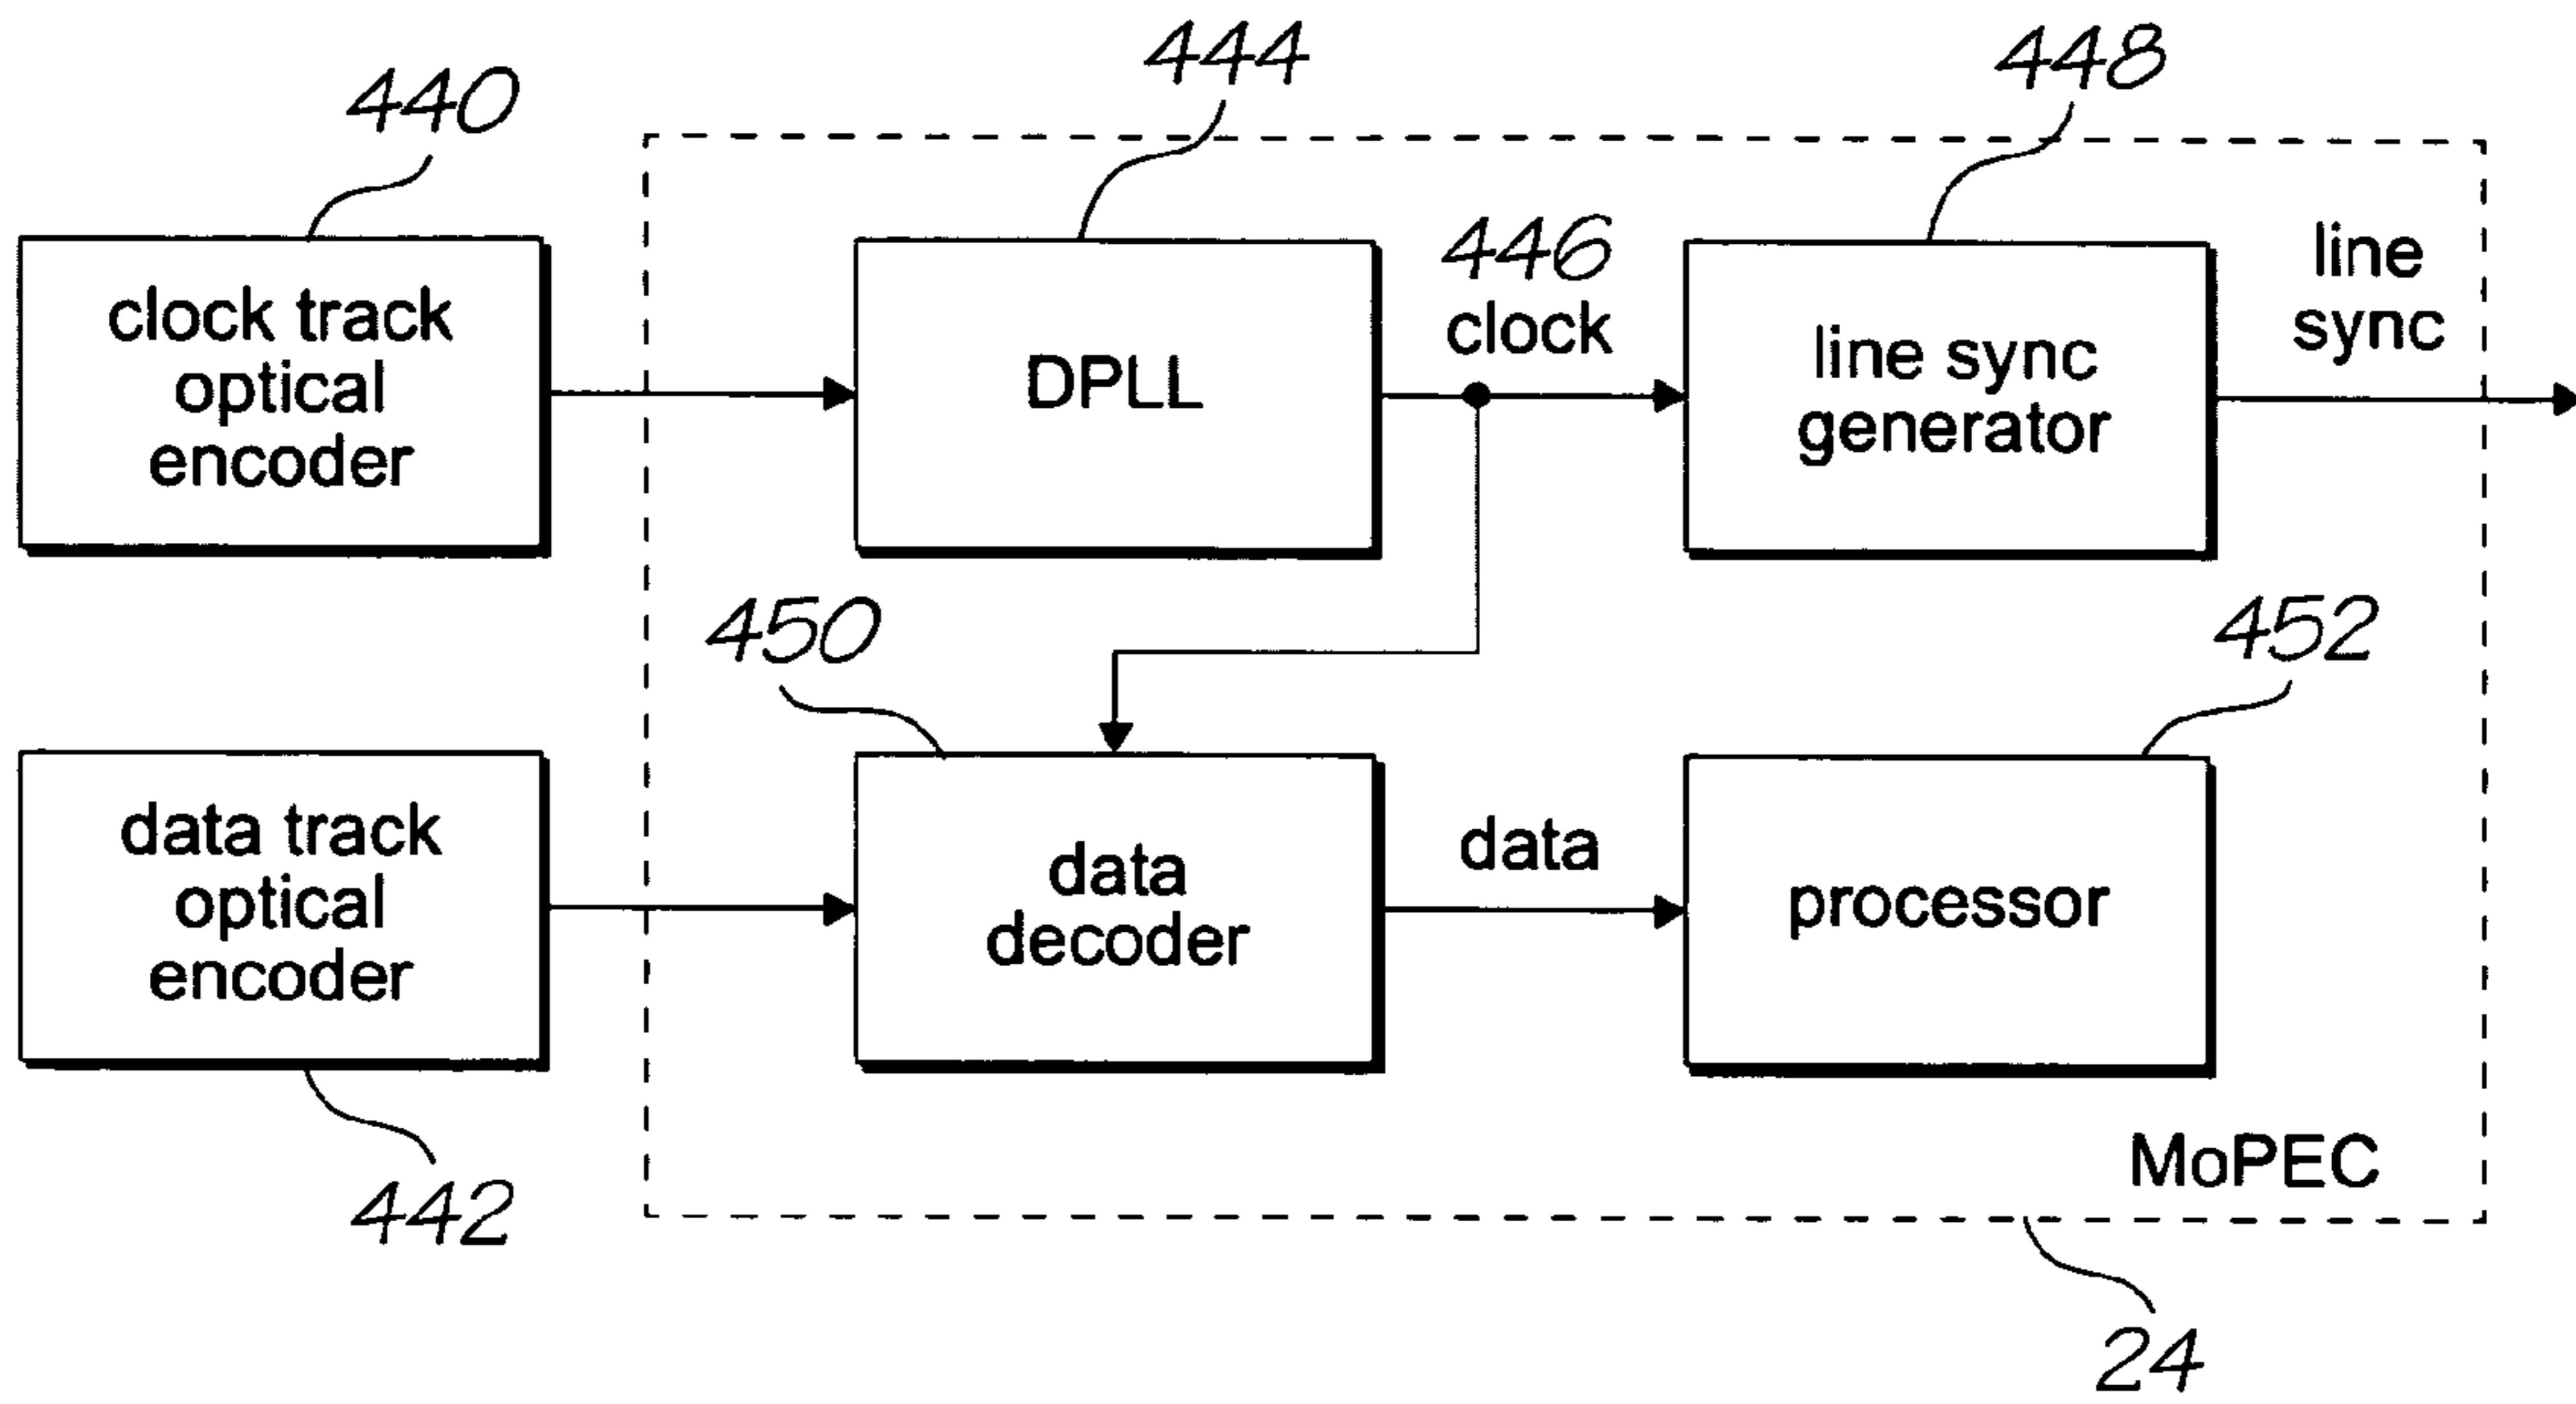 440
444
448
clock track
optical
encoder
DPLL
446
clock
line sync
generator
line
sync
450
452
data track
optical
encoder
data
decoder
data
processor
442
MoPEC
24